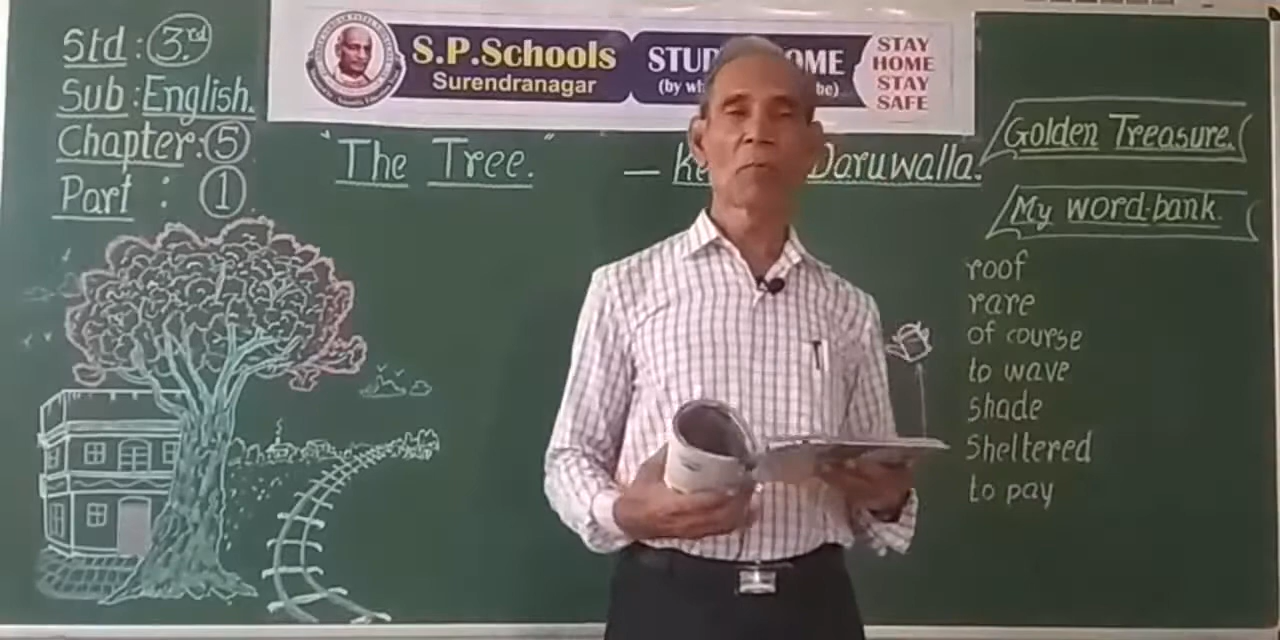 Std : 3rd
Sub : English.
Chapter : 5
Part : 1
S.P.Schools
Surendranagar
STAY
HOME
STAY
SAFE
"The Tree."
Daruwalla.
Golden Treasure.
My word-bank.
roof
rare
of course
to wave
shade
Sheltered
to pay